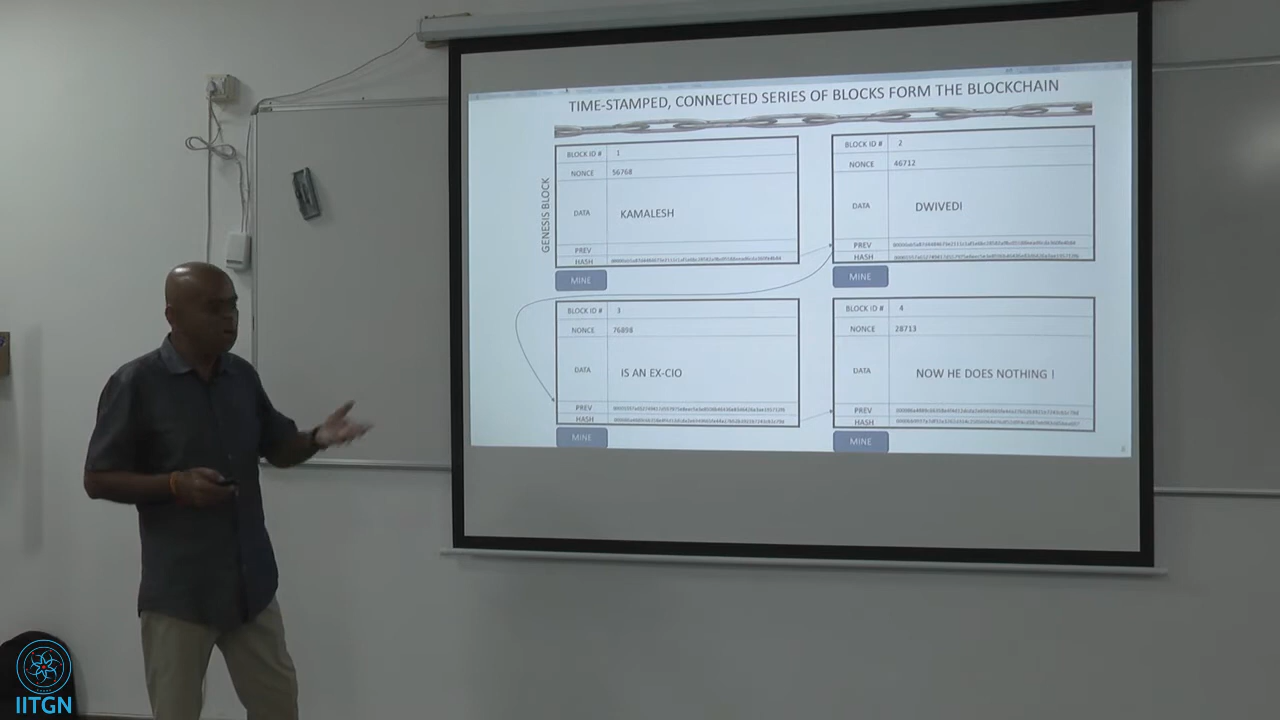 TIME-STAMPED, CONNECTED SERIES OF BLOCKS FORM THE BLOCKCHAIN
GENESIS BLOCK
BLOCK ID # 1
NONCE 56768
DATA KAMALESH
PREV
HASH
MINE
BLOCK ID # 2
NONCE 46712
DATA DWIVEDI
PREV
HASH
MINE
BLOCK ID # 3
NONCE 76898
DATA IS AN EX-CIO
PREV
HASH
MINE
BLOCK ID # 4
NONCE 28713
DATA NOW HE DOES NOTHING !
PREV
HASH
MINE
IITGN